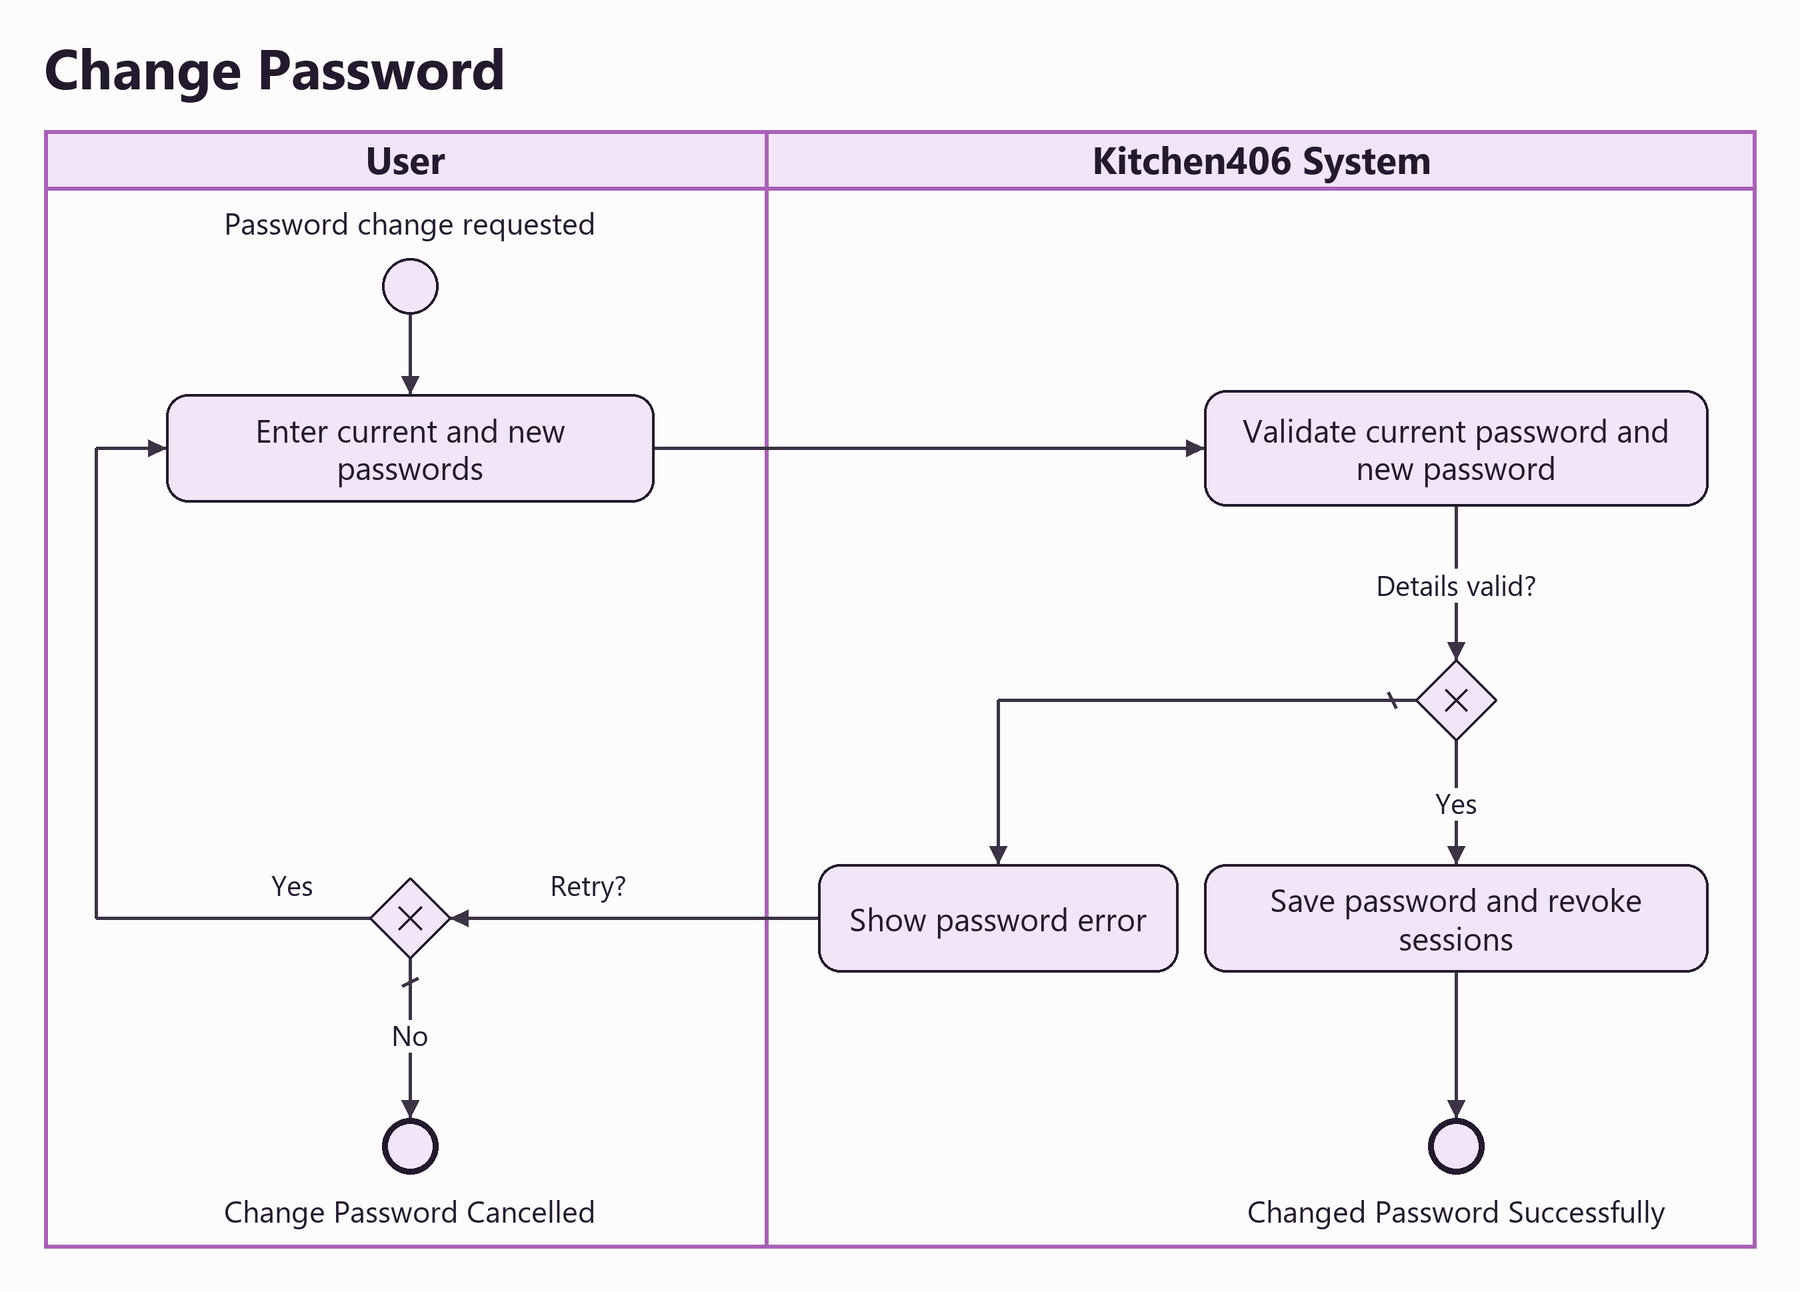 Change Password
User
Kitchen406 System
Password change requested
Enter current and new
passwords
Validate current password and
new password
Details valid?
Yes
Yes
Retry?
Show password error
Save password and revoke
sessions
No
Change Password Cancelled
Changed Password Successfully